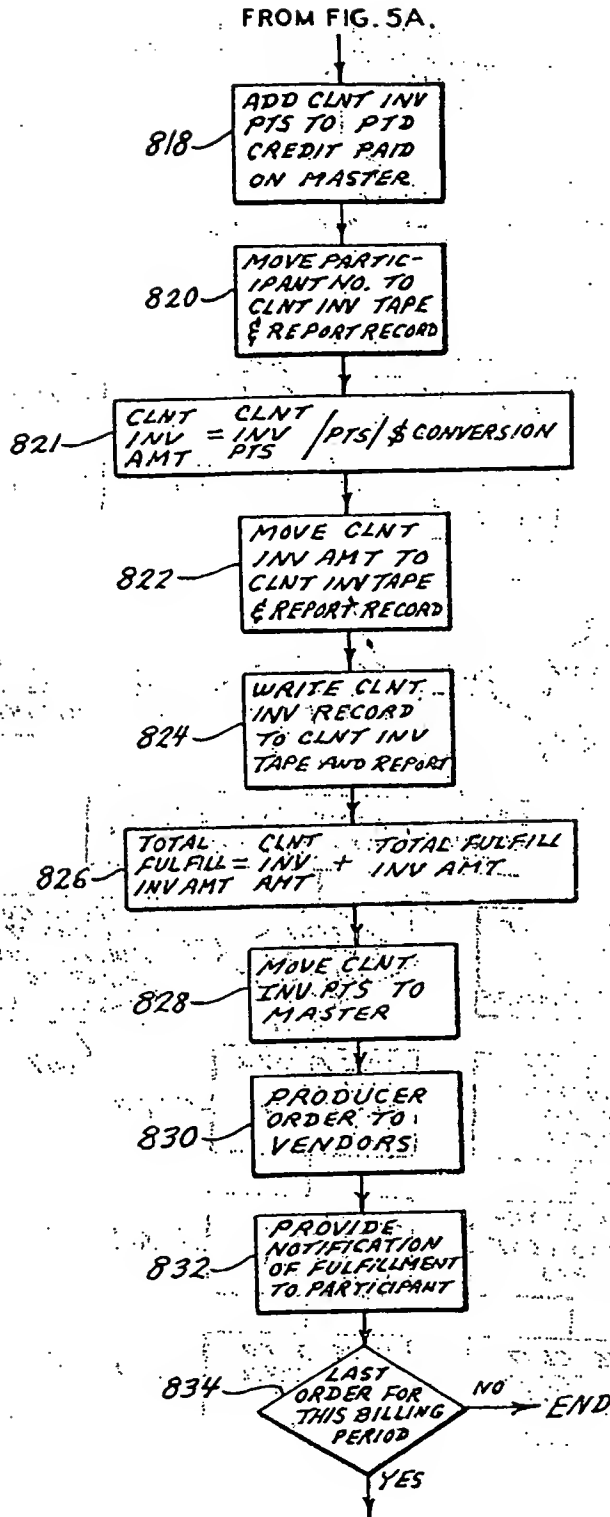 FROM FIG. 5A.
818
ADD CLNT INV
PTS TO PTD
CREDIT PAID
ON MASTER
820
MOVE PARTIC-
IPANT NO. TO
CLNT INV TAPE
& REPORT RECORD
821
CLNT INV AMT = CLNT INV PTS /PTS/$ CONVERSION
822
MOVE CLNT
INV AMT TO
CLNT INV TAPE
& REPORT RECORD
824
WRITE CLNT
INV RECORD
TO CLNT INV
TAPE AND REPORT
826
TOTAL FULFILL INV AMT = CLNT INV AMT + TOTAL FULFILL INV AMT
828
MOVE CLNT
INV PTS TO
MASTER
830
PRODUCER
ORDER TO
VENDORS
832
PROVIDE
NOTIFICATION
OF FULFILLMENT
TO PARTICIPANT
834
LAST
ORDER FOR
THIS BILLING
PERIOD
NO
END
YES